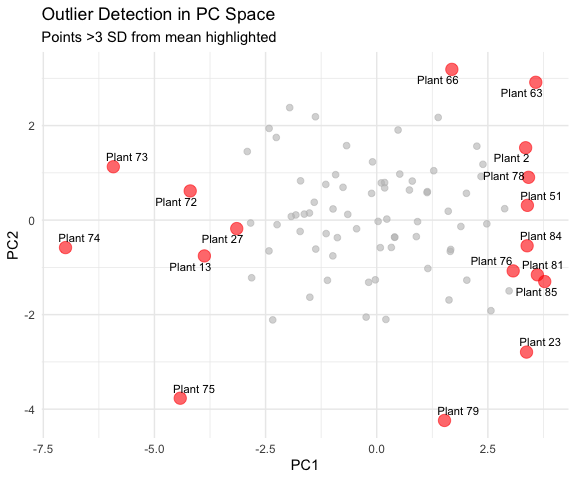 Outlier Detection in PC Space
Points >3 SD from mean highlighted
Plant 66
Plant 63
Plant 2
Plant 73
Plant 78
Plant 72
Plant 51
Plant 74
Plant 27
Plant 84
Plant 13
Plant 76
Plant 81
Plant 85
Plant 23
Plant 75
Plant 79
2
0
-2
-4
PC2
-7.5
-5.0
-2.5
0.0
2.5
PC1